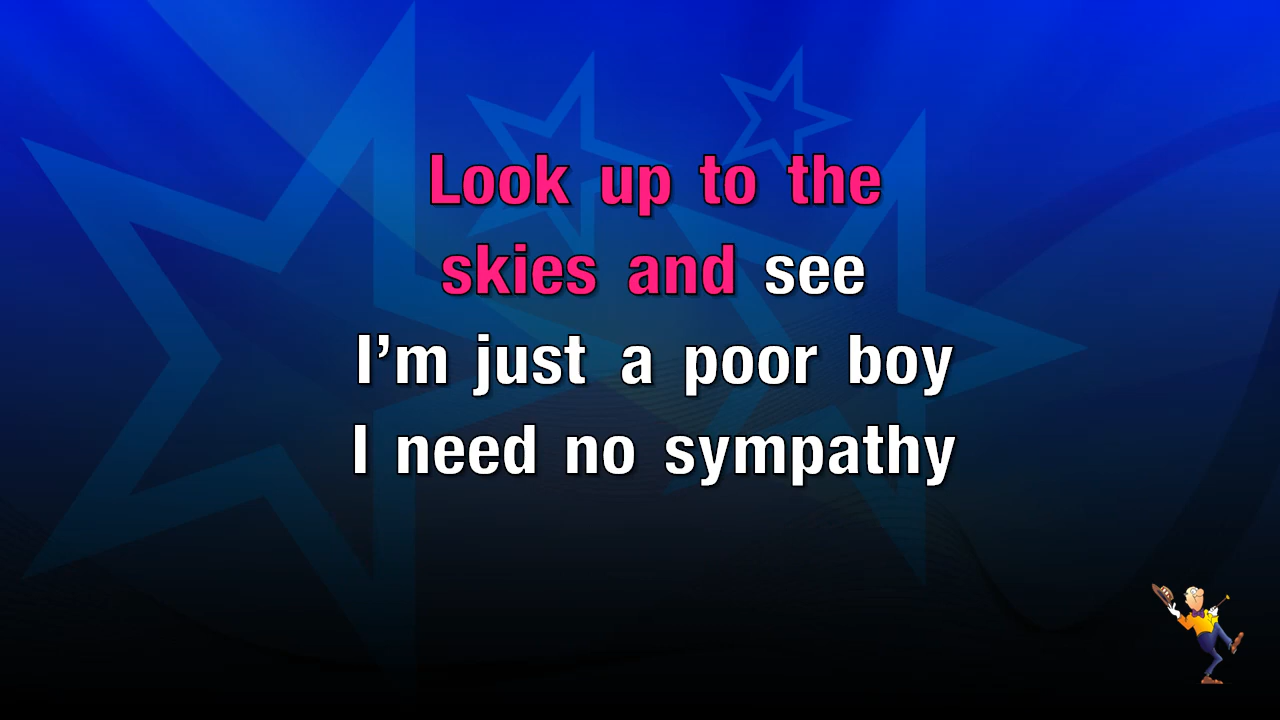 Look up to the
skies and see
I’m just a poor boy
I need no sympathy